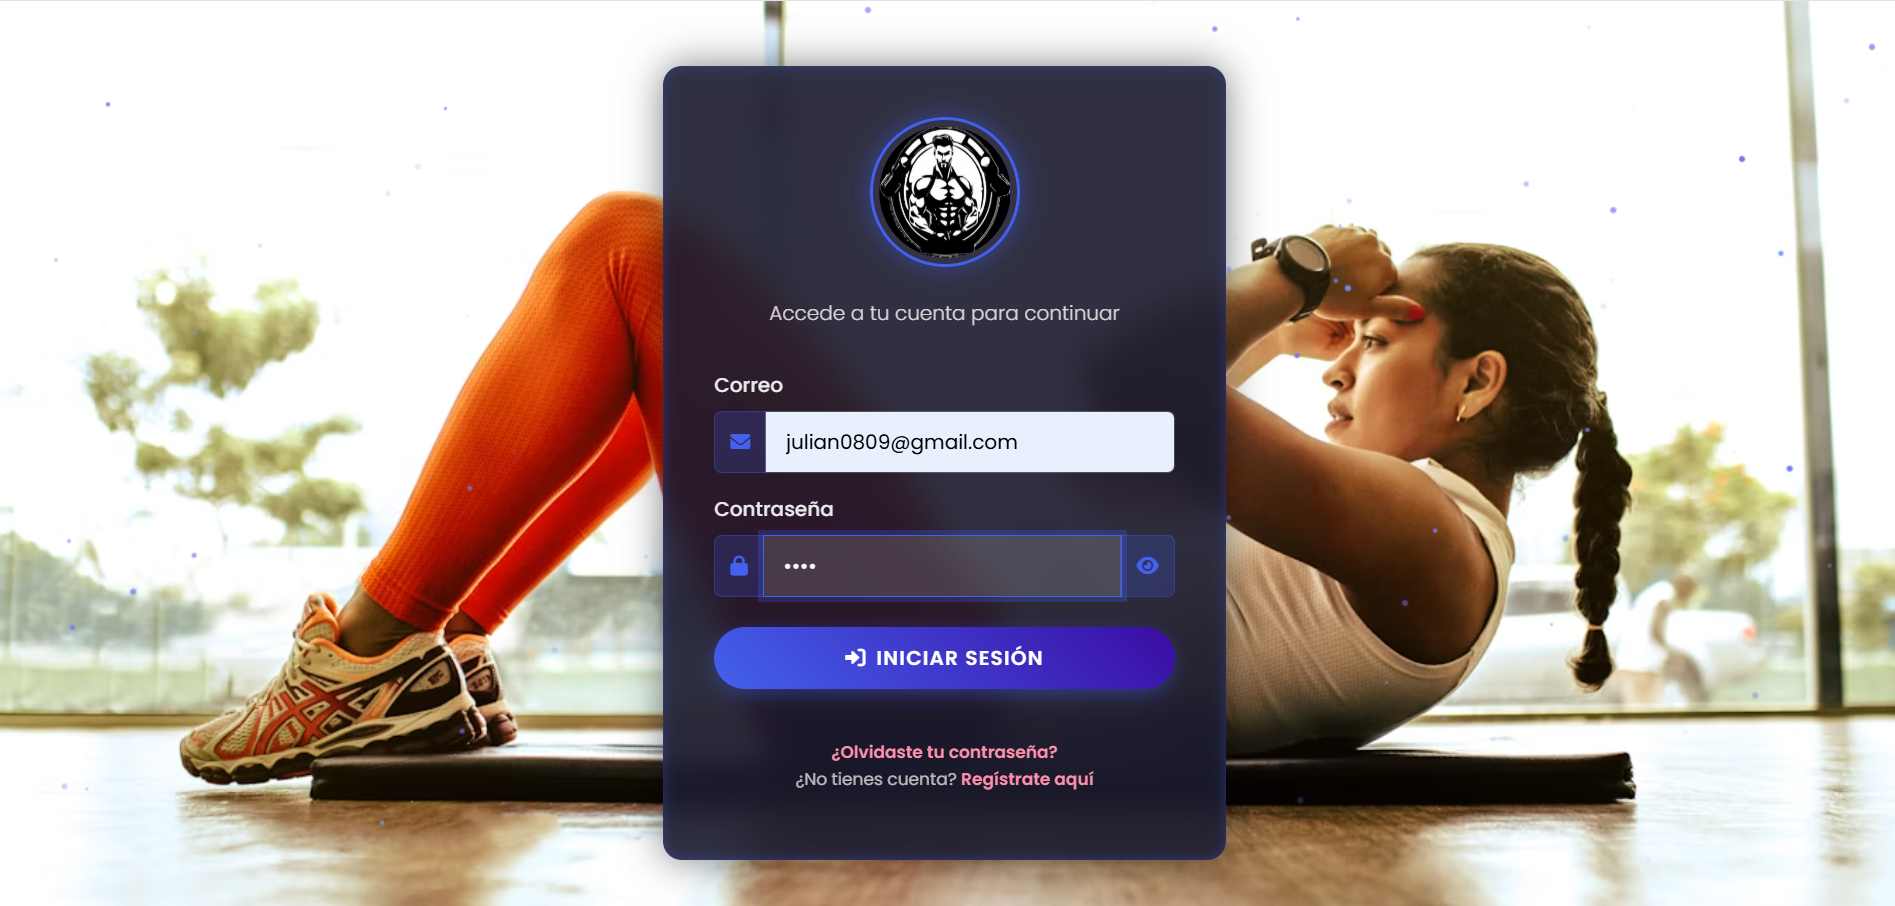 Accede a tu cuenta para continuar
Correo
julian0809@gmail.com
Contraseña
••••
INICIAR SESIÓN
¿Olvidaste tu contraseña?
¿No tienes cuenta? Regístrate aquí